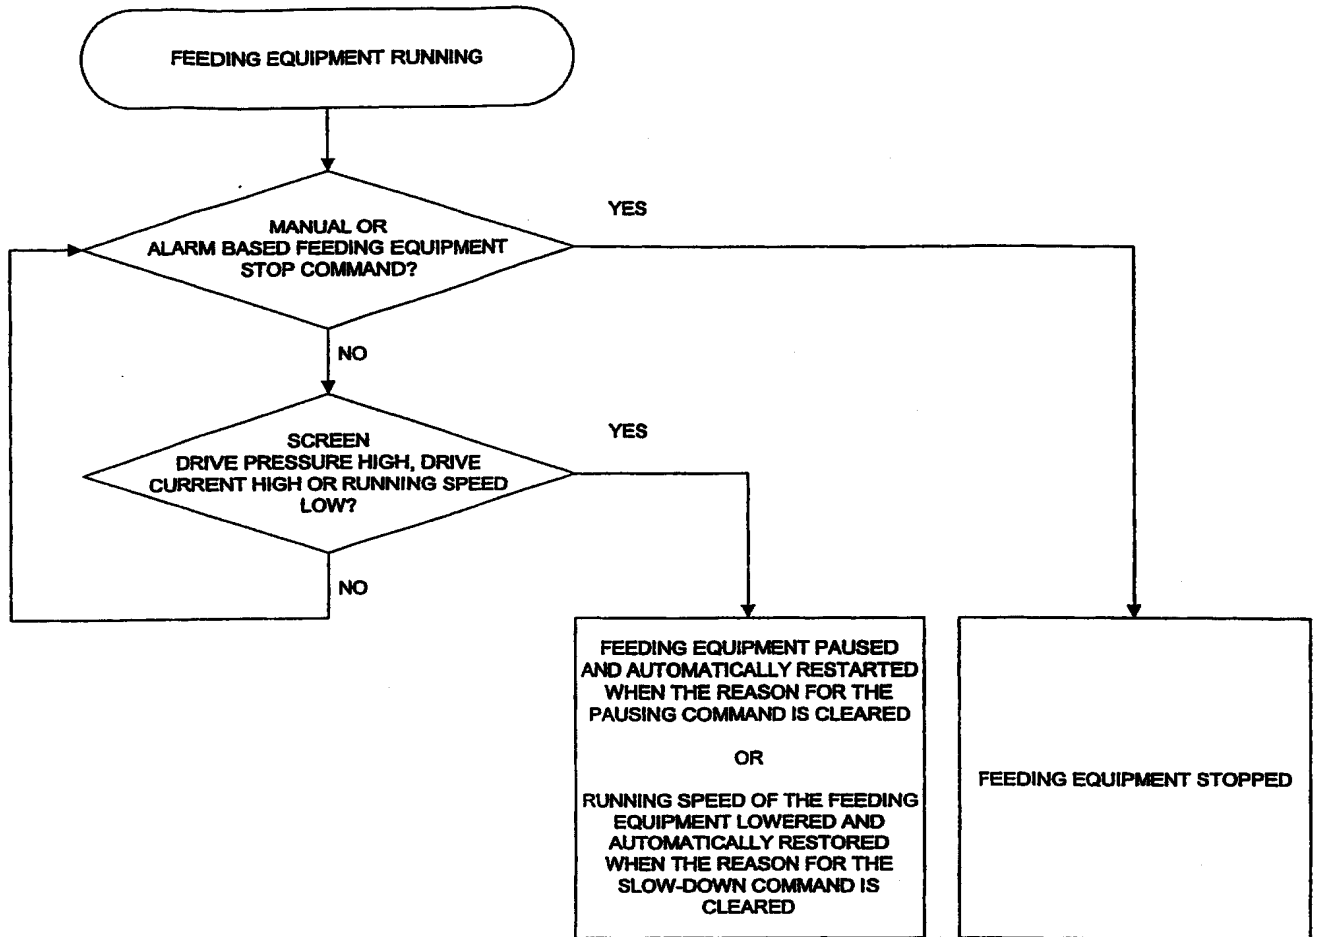 FEEDING EQUIPMENT RUNNING
YES
MANUAL OR
ALARM BASED FEEDING EQUIPMENT
STOP COMMAND?
NO
YES
SCREEN
DRIVE PRESSURE HIGH, DRIVE
CURRENT HIGH OR RUNNING SPEED
LOW?
NO
FEEDING EQUIPMENT PAUSED
AND AUTOMATICALLY RESTARTED
WHEN THE REASON FOR THE
PAUSING COMMAND IS CLEARED
OR
RUNNING SPEED OF THE FEEDING
EQUIPMENT LOWERED AND
AUTOMATICALLY RESTORED
WHEN THE REASON FOR THE
SLOW-DOWN COMMAND IS
CLEARED
FEEDING EQUIPMENT STOPPED